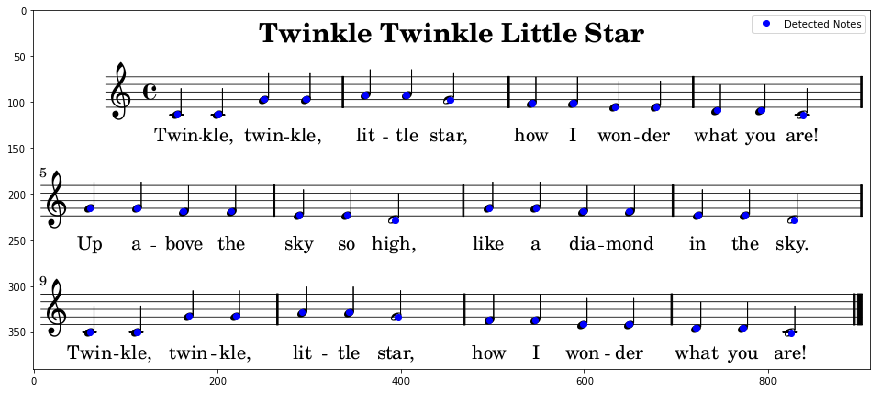 Twinkle Twinkle Little Star
Detected Notes
Twin-kle, twin-kle, lit - tle star, how I won-der what you are!
5
Up a - bove the sky so high, like a dia-mond in the sky.
9
Twin-kle, twin-kle, lit - tle star, how I won - der what you are!
0
50
100
150
200
250
300
350
0 200 400 600 800